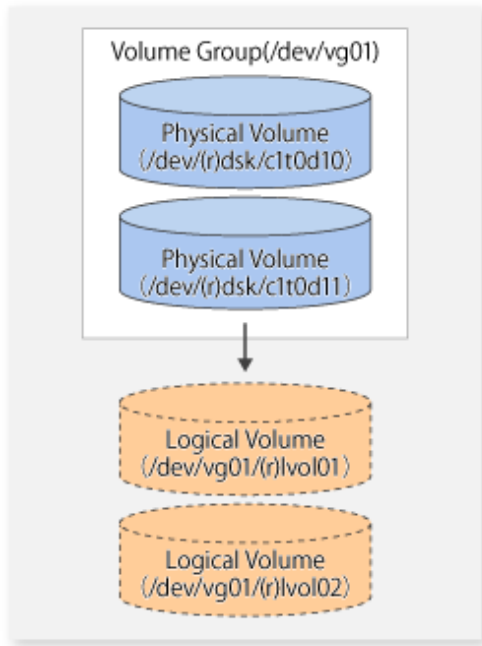 Volume Group(/dev/vg01)
Physical Volume
(/dev/(r)dsk/c1t0d10)
Physical Volume
(/dev/(r)dsk/c1t0d11)
Logical Volume
(/dev/vg01/(r)lvol01)
Logical Volume
(/dev/vg01/(r)lvol02)